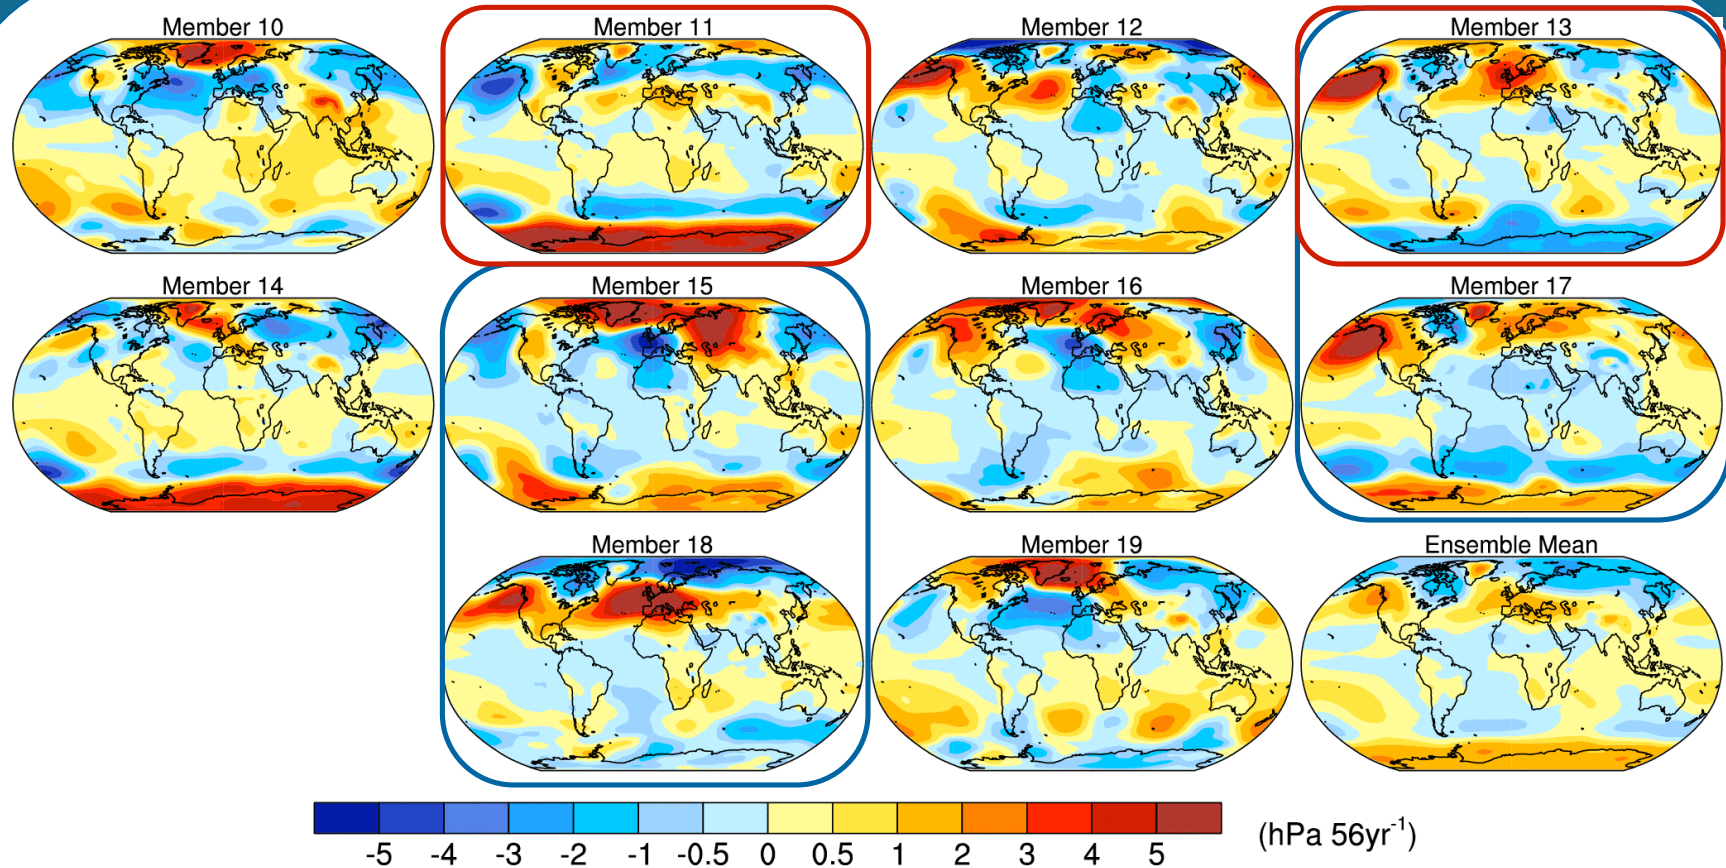 Member 10
Member 11
Member 12
Member 13
Member 14
Member 15
Member 16
Member 17
Member 18
Member 19
Ensemble Mean
-5 -4 -3 -2 -1 -0.5 0 0.5 1 2 3 4 5
(hPa 56yr⁻¹)